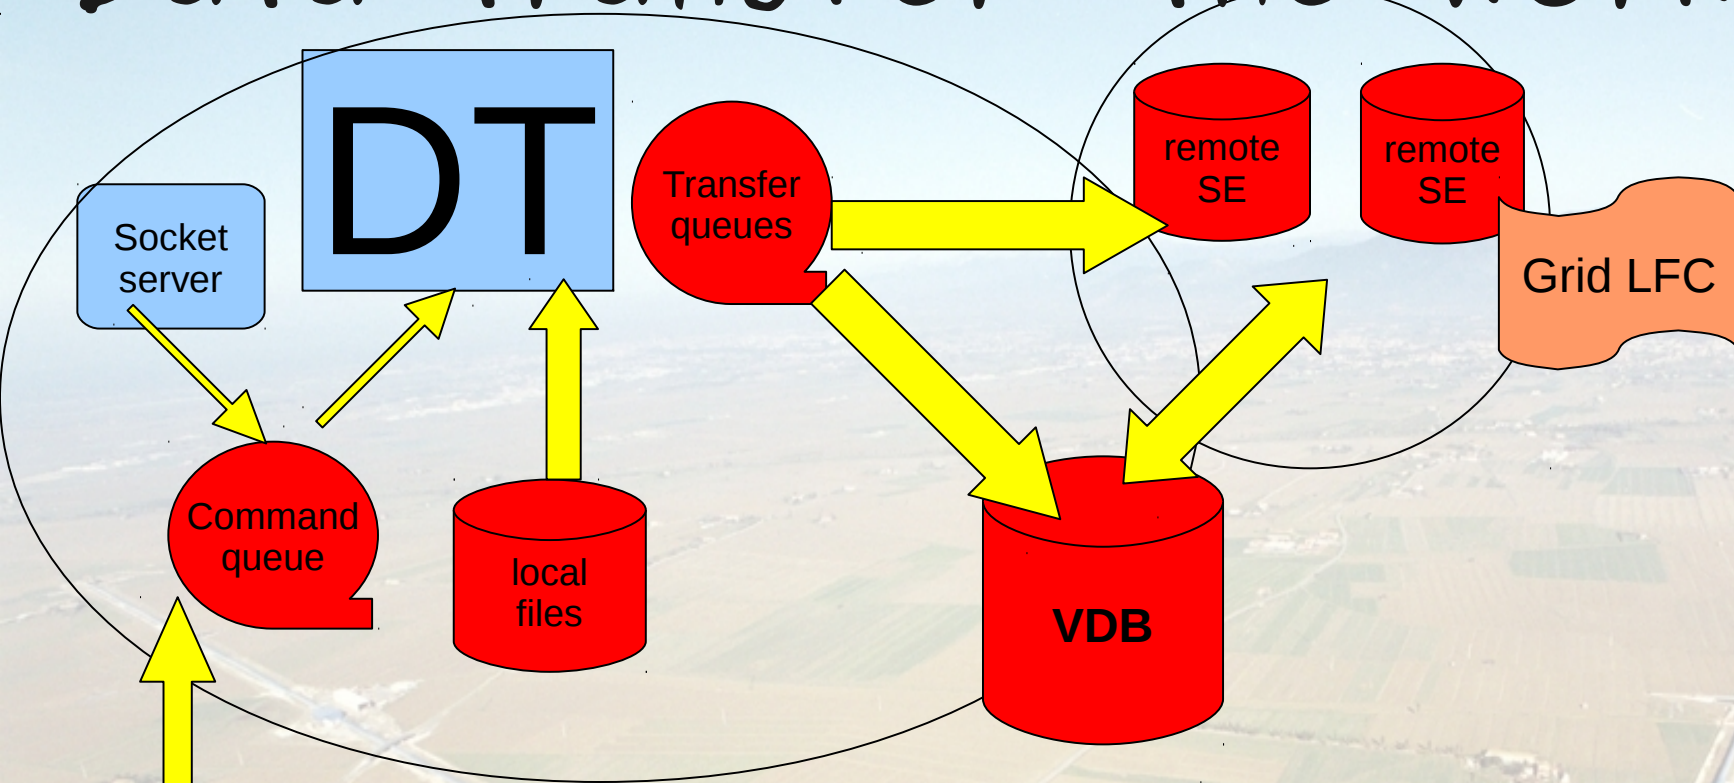 DT
Socket
server
Transfer
queues
remote
SE
remote
SE
Grid LFC
Command
queue
local
files
VDB